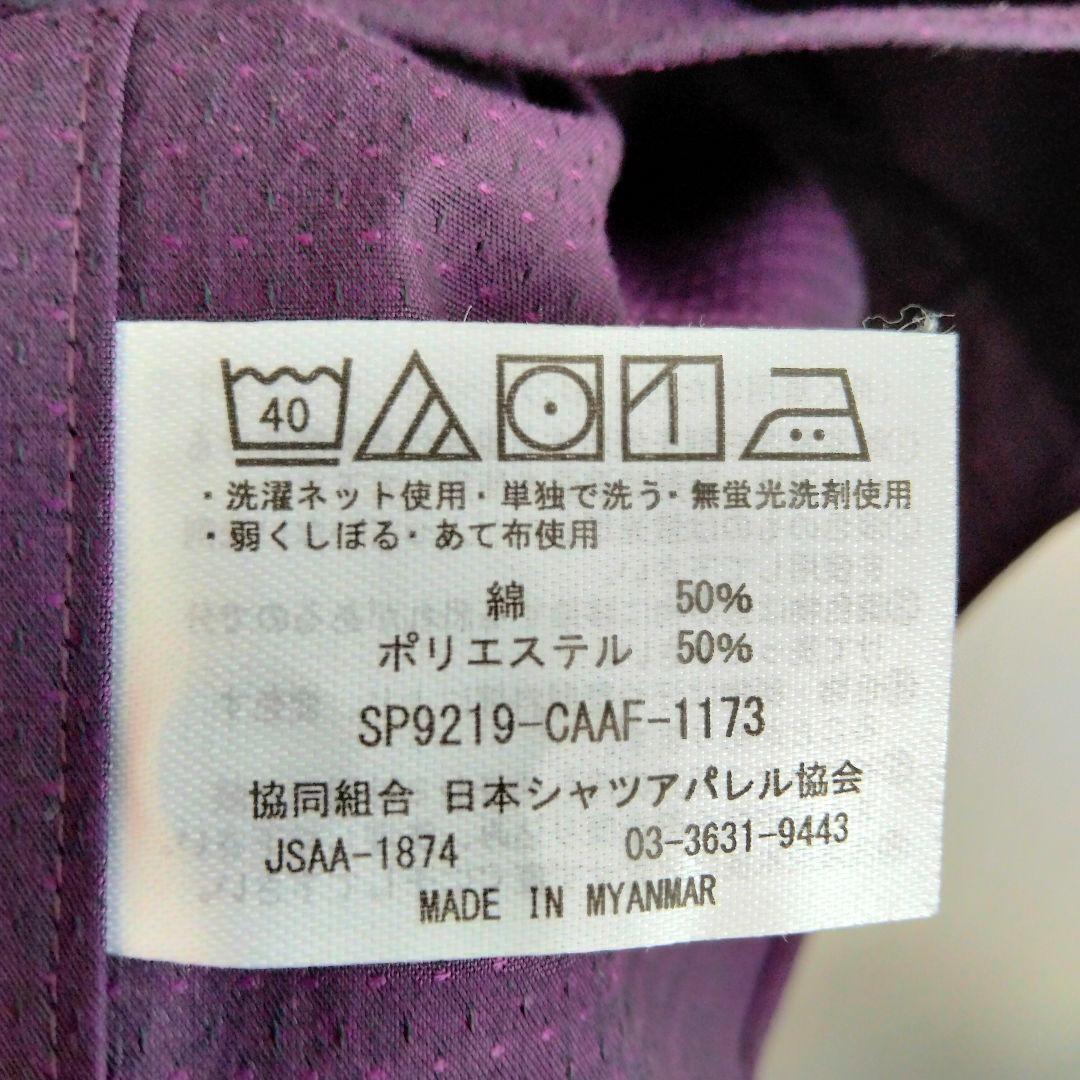 40
・洗濯ネット使用・単独で洗う・無蛍光洗剤使用
・弱くしぼる・あて布使用
綿 50%
ポリエステル 50%
SP9219-CAAF-1173
協同組合 日本シャツアパレル協会
JSAA-1874 03-3631-9443
MADE IN MYANMAR